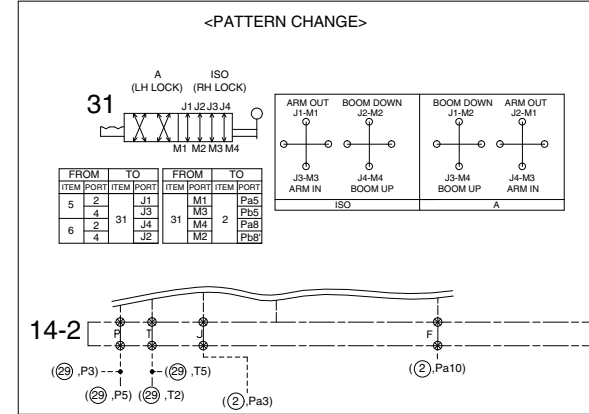 <PATTERN CHANGE>
A ISO
(LH LOCK) (RH LOCK)
31 J1 J2 J3 J4
M1 M2 M3 M4
ARM OUT BOOM DOWN BOOM DOWN ARM OUT
J1-M1 J2-M2 J1-M2 J2-M1
J3-M3 J4-M4 J3-M4 J4-M3
ARM IN BOOM UP BOOM UP ARM IN
ISO A
FROM TO FROM TO
ITEM PORT ITEM PORT ITEM PORT ITEM PORT
5 2 31 J1 31 M1 2 Pa5
4 J3 M3 Pb5
6 2 J4 M4 Pa8
4 J2 M2 Pb8'
14-2 P T J F
(29 ,P3) (29 ,T5) (2 ,Pa10)
(29 ,P5) (29 ,T2) (2 ,Pa3)